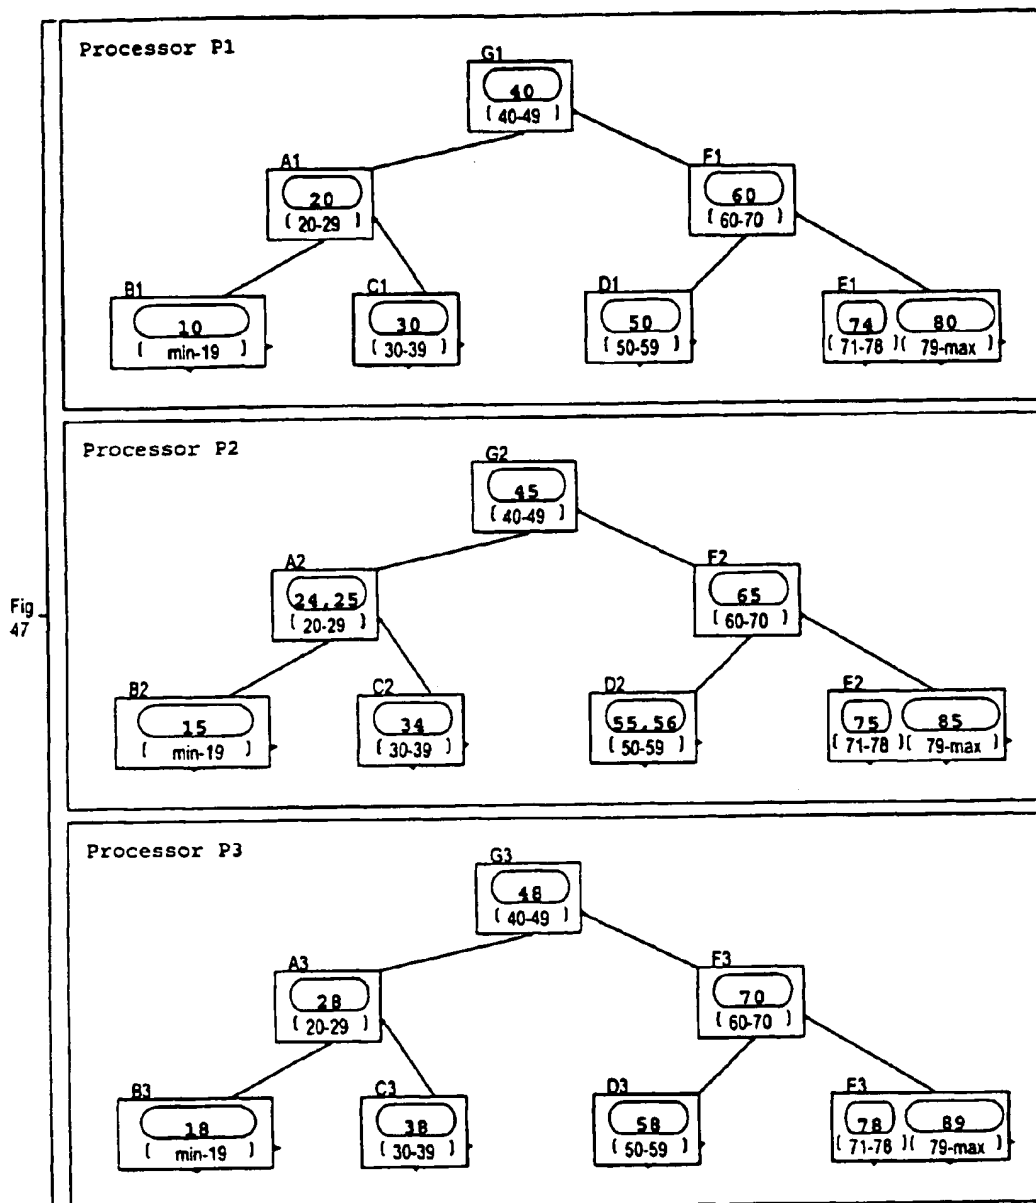 Processor P1
G1
40
( 40-49 )
A1
20
( 20-29 )
F1
60
( 60-70 )
B1
10
( min-19 )
C1
30
( 30-39 )
D1
50
( 50-59 )
E1
74 80
( 71-78 )( 79-max )
Processor P2
G2
45
( 40-49 )
A2
24,25
( 20-29 )
F2
65
( 60-70 )
Fig
47
B2
15
( min-19 )
C2
34
( 30-39 )
D2
55,56
( 50-59 )
E2
75 85
( 71-78 )( 79-max )
Processor P3
G3
48
( 40-49 )
A3
28
( 20-29 )
F3
70
( 60-70 )
B3
18
( min-19 )
C3
38
( 30-39 )
D3
58
( 50-59 )
E3
78 89
( 71-78 )( 79-max )